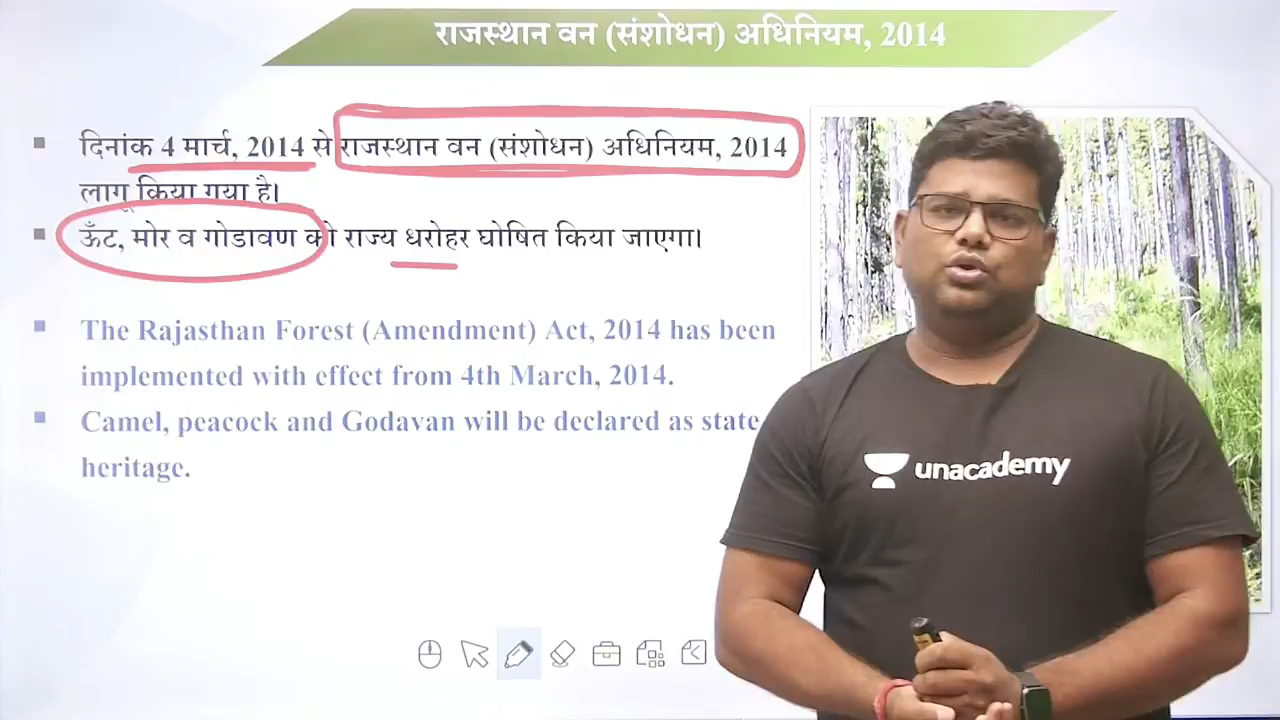 राजस्थान वन (संशोधन) अधिनियम, 2014
दिनांक 4 मार्च, 2014 से राजस्थान वन (संशोधन) अधिनियम, 2014
लागू किया गया है।
ऊँट, मोर व गोडावण को राज्य धरोहर घोषित किया जाएगा।
The Rajasthan Forest (Amendment) Act, 2014 has been
implemented with effect from 4th March, 2014.
Camel, peacock and Godavan will be declared as state
heritage.
unacademy